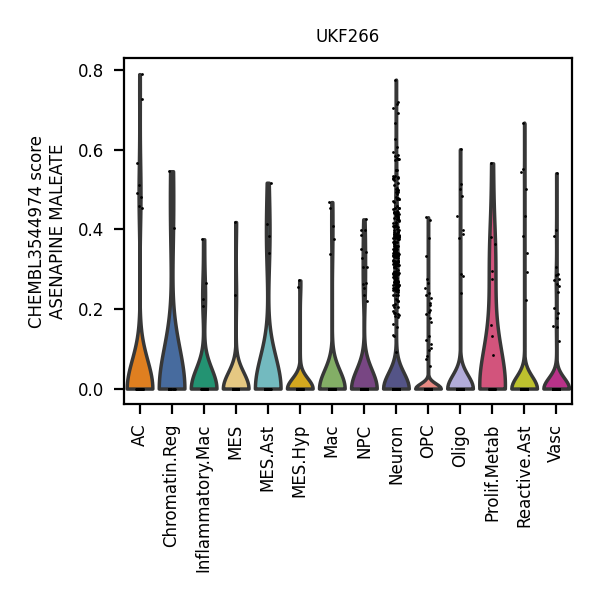 UKF266
CHEMBL3544974 score
ASENAPINE MALEATE
0.8
0.6
0.4
0.2
0.0
AC
Chromatin.Reg
Inflammatory.Mac
MES
MES.Ast
MES.Hyp
Mac
NPC
Neuron
OPC
Oligo
Prolif.Metab
Reactive.Ast
Vasc